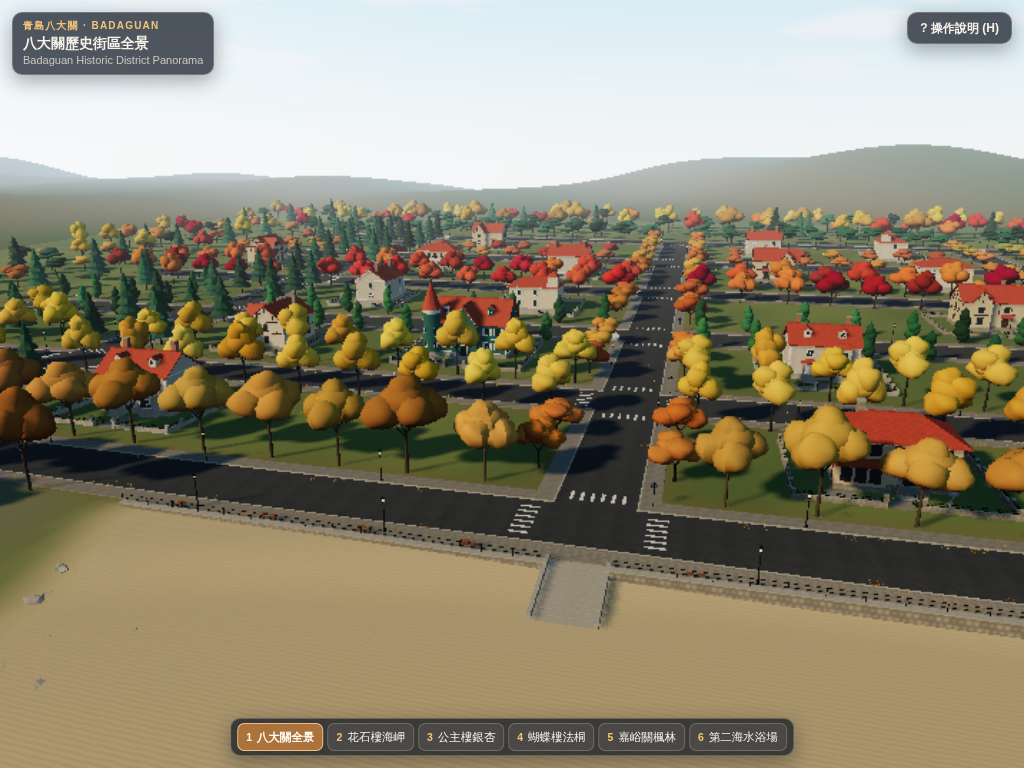 青島八大關 · BADAGUAN
八大關歷史街區全景
Badaguan Historic District Panorama
? 操作說明 (H)
1 八大關全景
2 花石樓海岬
3 公主樓銀杏
4 蝴蝶樓法桐
5 嘉峪關楓林
6 第二海水浴場